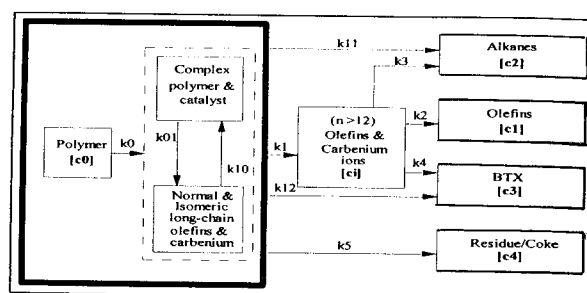 k11
Alkanes
[c2]
k3
Complex
polymer &
catalyst
(n >12)
Olefins &
Carbenium
ions
[ci]
k2
Olefins
[c1]
Polymer
[c0]
k0
k01
k10
k1
k4
k12
BTX
[c3]
Normal &
Isomeric
long-chain
olefins &
carbenium
k5
Residue/Coke
[c4]